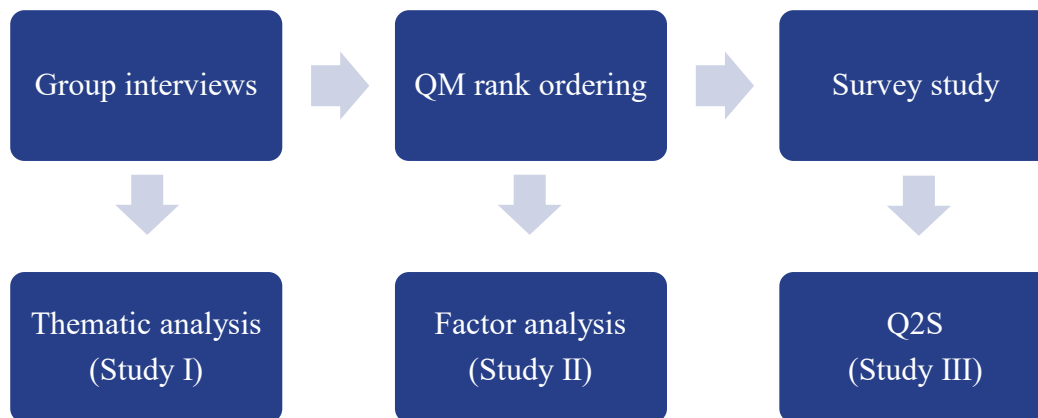 Group interviews
QM rank ordering
Survey study
Thematic analysis
(Study I)
Factor analysis
(Study II)
Q2S
(Study III)